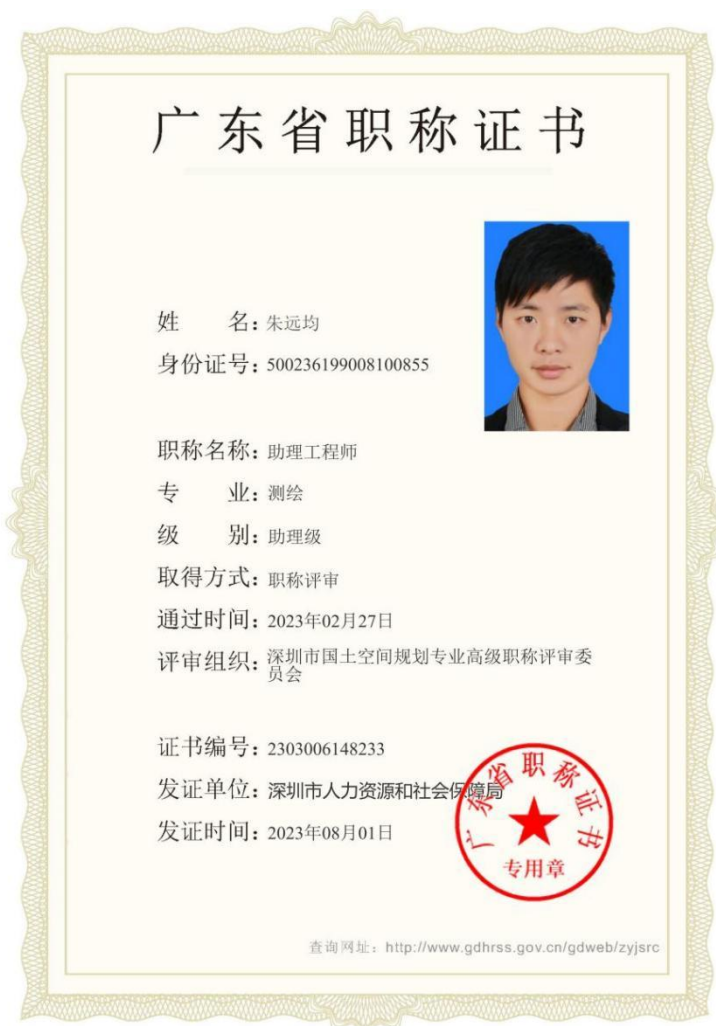 广东省职称证书
姓 名：朱远均
身份证号：500236199008100855
职称名称：助理工程师
专 业：测绘
级 别：助理级
取得方式：职称评审
通过时间：2023年02月27日
评审组织：深圳市国土空间规划专业高级职称评审委
员会
证书编号：2303006148233
发证单位：深圳市人力资源和社会保障局
发证时间：2023年08月01日
广东省职称证书
专用章
查询网址：http://www.gdhrss.gov.cn/gdweb/zyjsrc